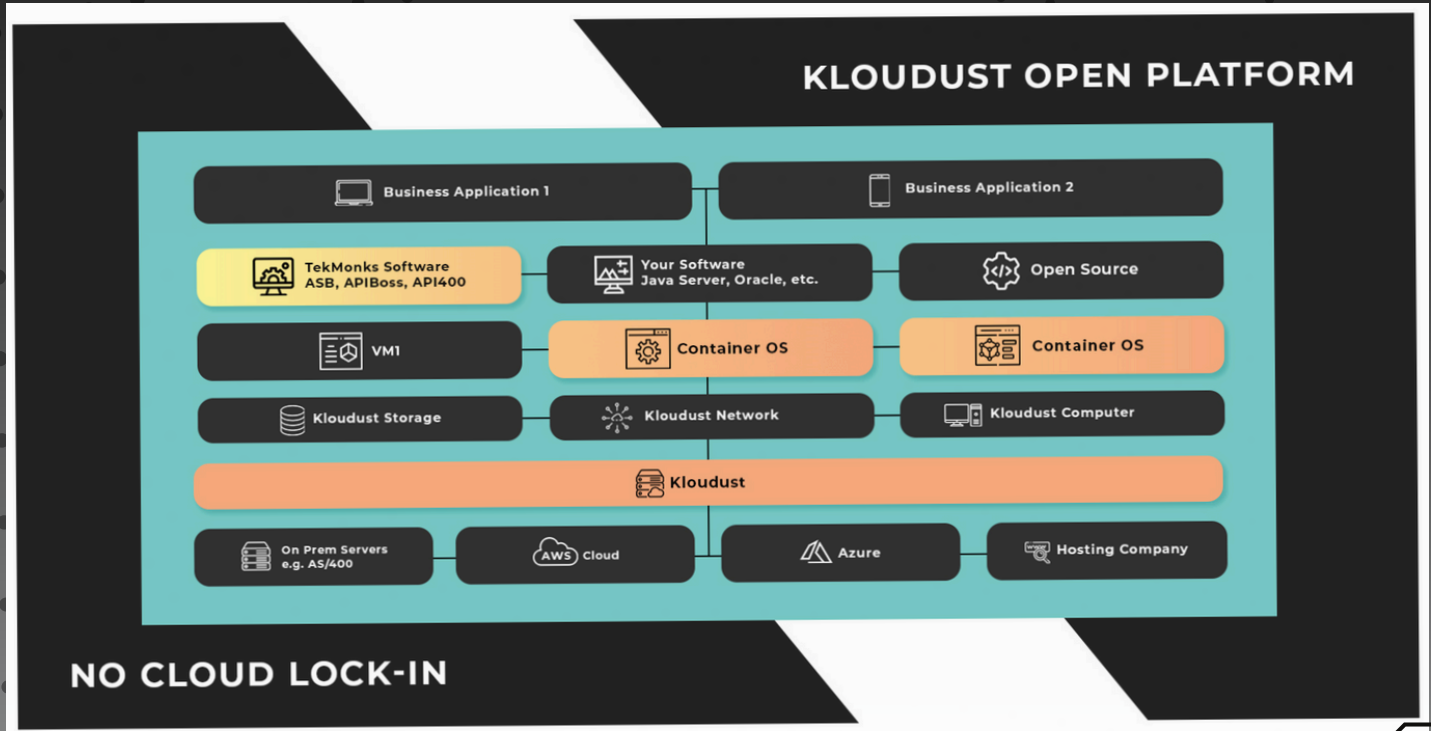 KLOUDUST OPEN PLATFORM
Business Application 1
Business Application 2
TekMonks Software
ASB, APIBoss, API400
Your Software
Java Server, Oracle, etc.
Open Source
VM1
Container OS
Container OS
Kloudust Storage
Kloudust Network
Kloudust Computer
Kloudust
On Prem Servers
e.g. AS/400
AWS Cloud
Azure
Hosting Company
NO CLOUD LOCK-IN